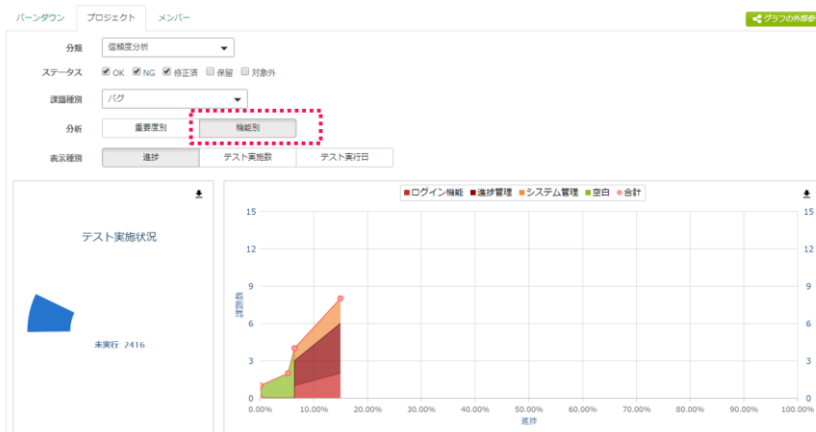 バーンダウン プロジェクト メンバー
グラフの外部参
分類 信頼度分析
ステータス OK NG 修正済 保留 対象外
課題種別 バグ
分析 重要度別 機能別
表示種別 進捗 テスト実施数 テスト実行日
テスト実施状況
未実行: 2416
ログイン機能 進捗管理 システム管理 空白 合計
15 15
12 12
9 9
6 6
3 3
0 0
課題数
0.00% 10.00% 20.00% 30.00% 40.00% 50.00% 60.00% 70.00% 80.00% 90.00% 100.00%
進捗